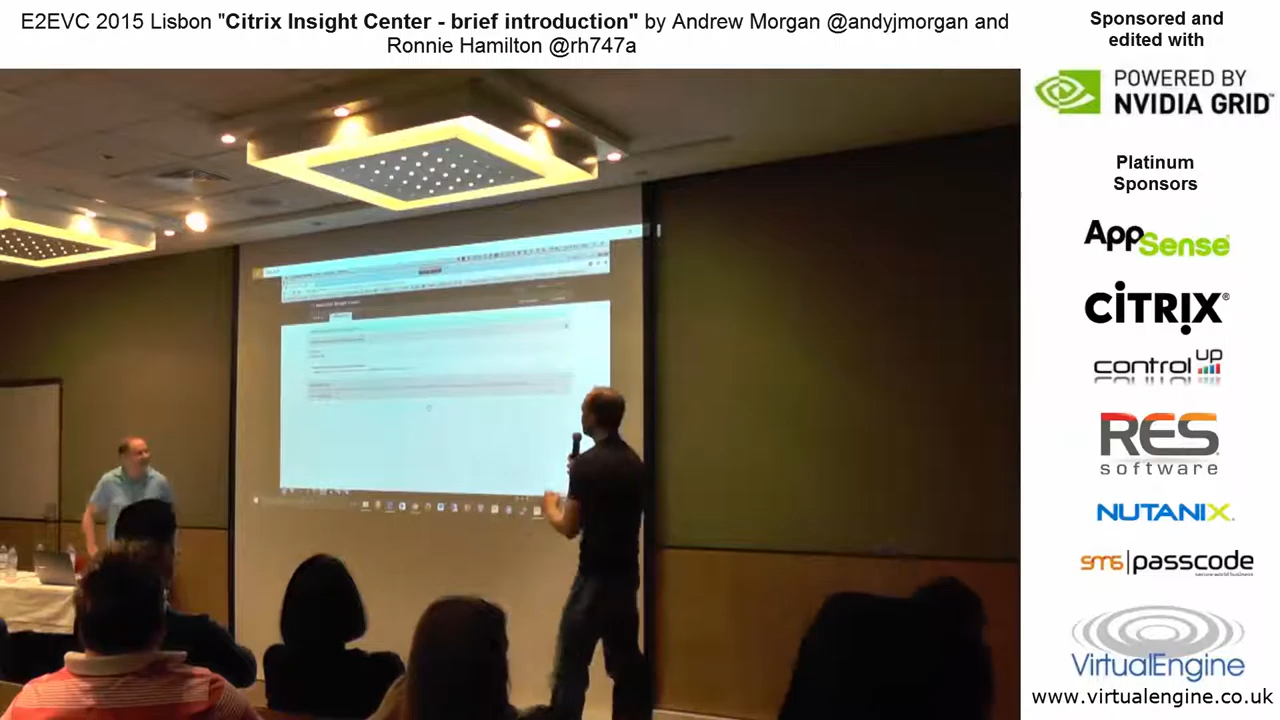 E2EVC 2015 Lisbon "Citrix Insight Center - brief introduction" by Andrew Morgan @andyjmorgan and
Ronnie Hamilton @rh747a
Sponsored and
edited with
POWERED BY
NVIDIA GRID
Platinum
Sponsors
AppSense
CITRIX
control up
RES
software
NUTANIX
sms|passcode
VirtualEngine
www.virtualengine.co.uk